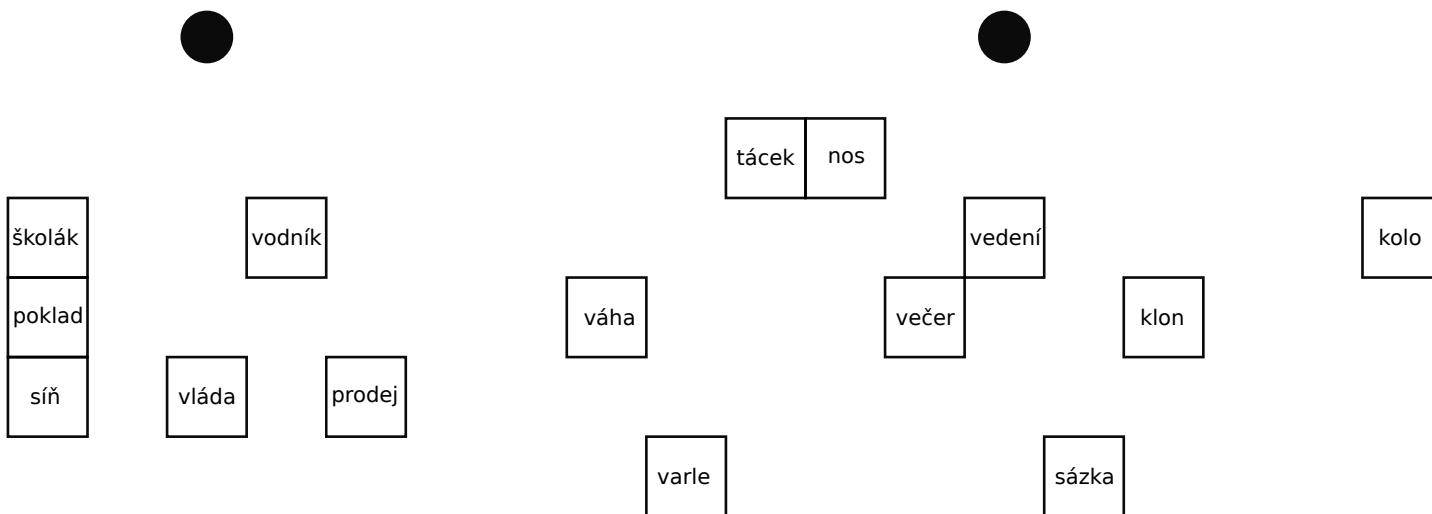 tácek nos
školák vodník vedení kolo
poklad váha večer klon
síň vláda prodej
varle sázka